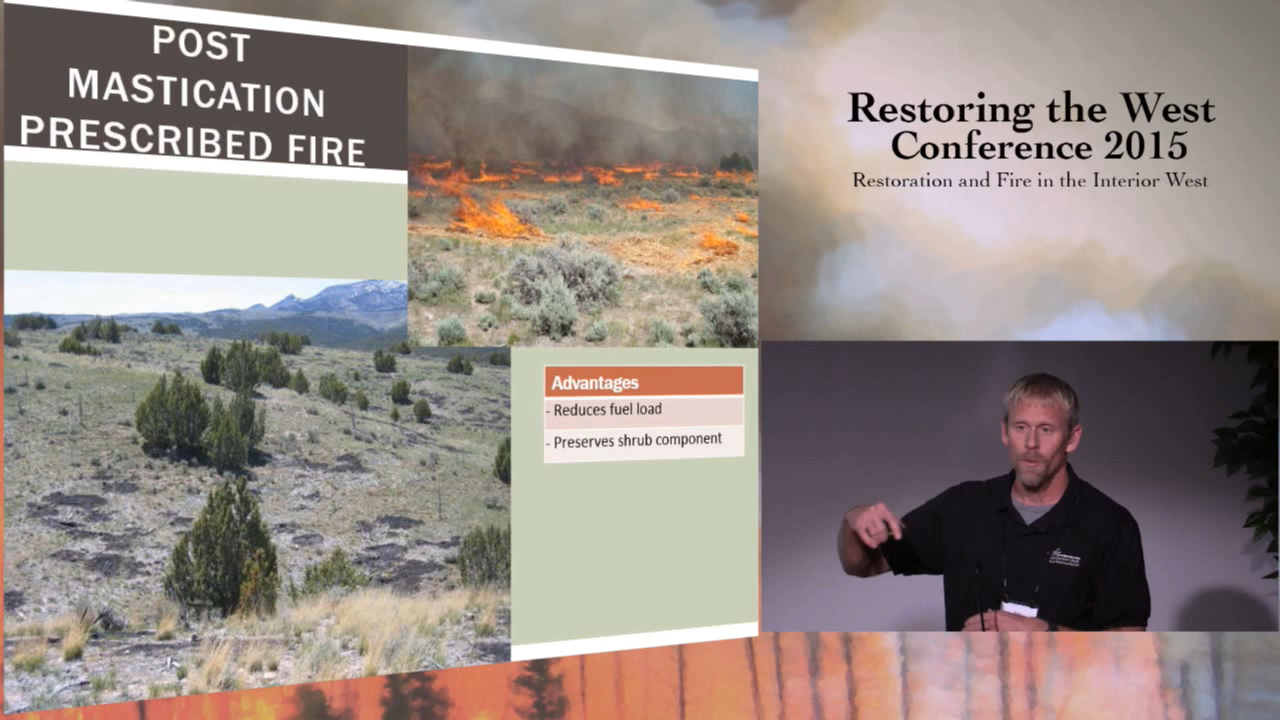 POST
MASTICATION
PRESCRIBED FIRE
Advantages
- Reduces fuel load
- Preserves shrub component
Restoring the West
Conference 2015
Restoration and Fire in the Interior West